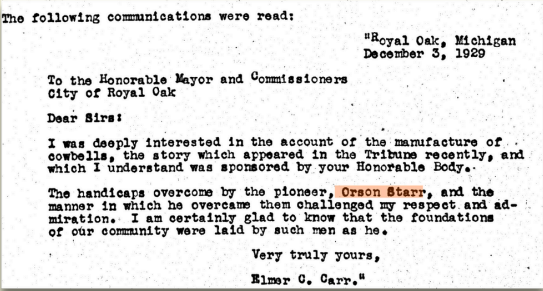 The following communications were read:
"Royal Oak, Michigan
December 3, 1929
To the Honorable Mayor and Commissioners
City of Royal Oak
Dear Sirs:
I was deeply interested in the account of the manufacture of
cowbells, the story which appeared in the Tribune recently, and
which I understand was sponsored by your Honorable Body.
The handicaps overcome by the pioneer, Orson Starr, and the
manner in which he overcame them challenged my respect and ad-
miration. I am certainly glad to know that the foundations
of our community were laid by such men as he.
Very truly yours,
Elmer C. Carr."